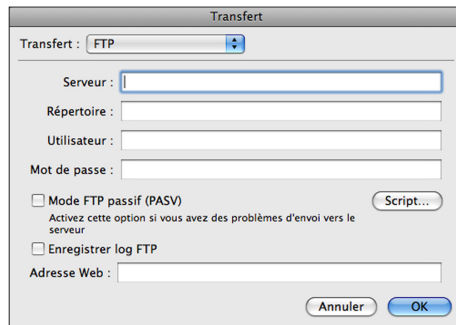 Transfert
Transfert : FTP
Serveur :
Répertoire :
Utilisateur :
Mot de passe :
Mode FTP passif (PASV) Script...
Activez cette option si vous avez des problèmes d'envoi vers le
serveur
Enregistrer log FTP
Adresse Web :
Annuler OK